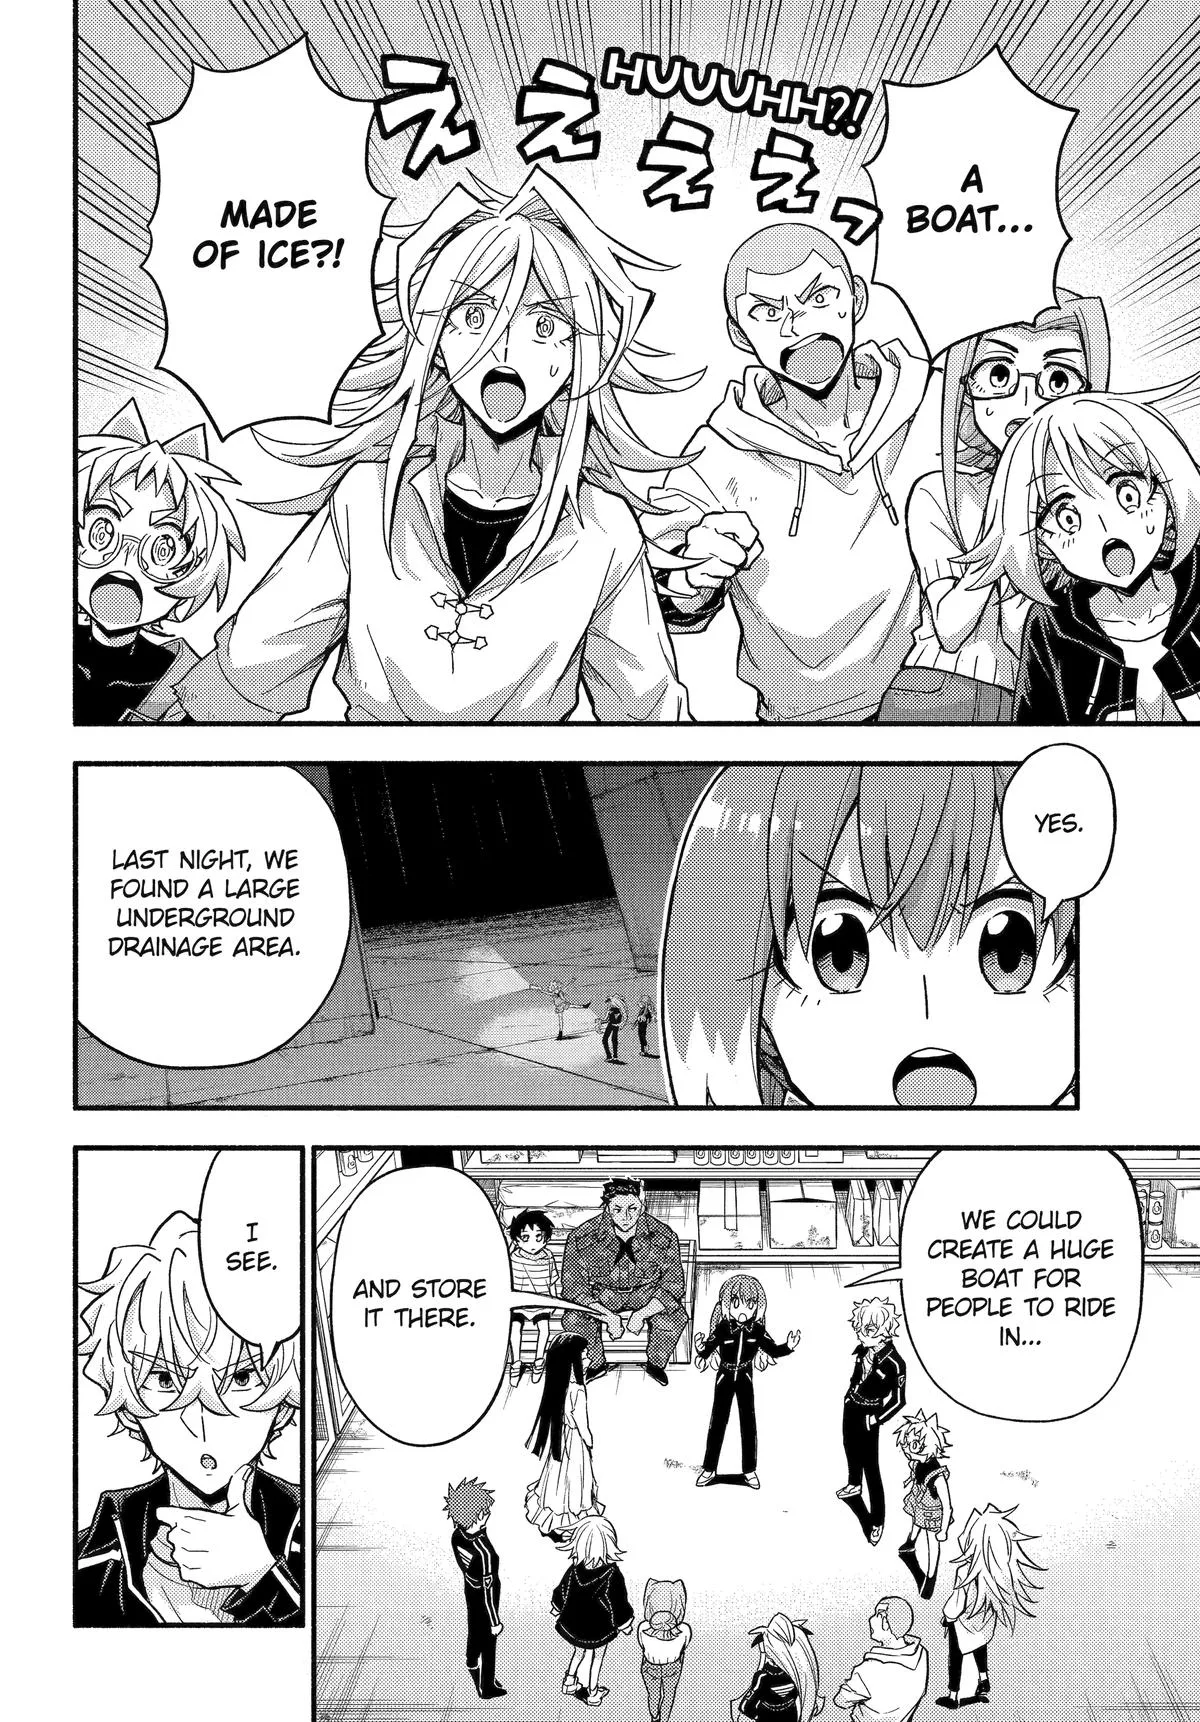 A
BOAT...
HUUUHH?!
えええええっ
MADE
OF ICE?!
YES.
LAST NIGHT, WE
FOUND A LARGE
UNDERGROUND
DRAINAGE AREA.
WE COULD
CREATE A HUGE
BOAT FOR
PEOPLE TO RIDE
IN...
AND STORE
IT THERE.
I
SEE.